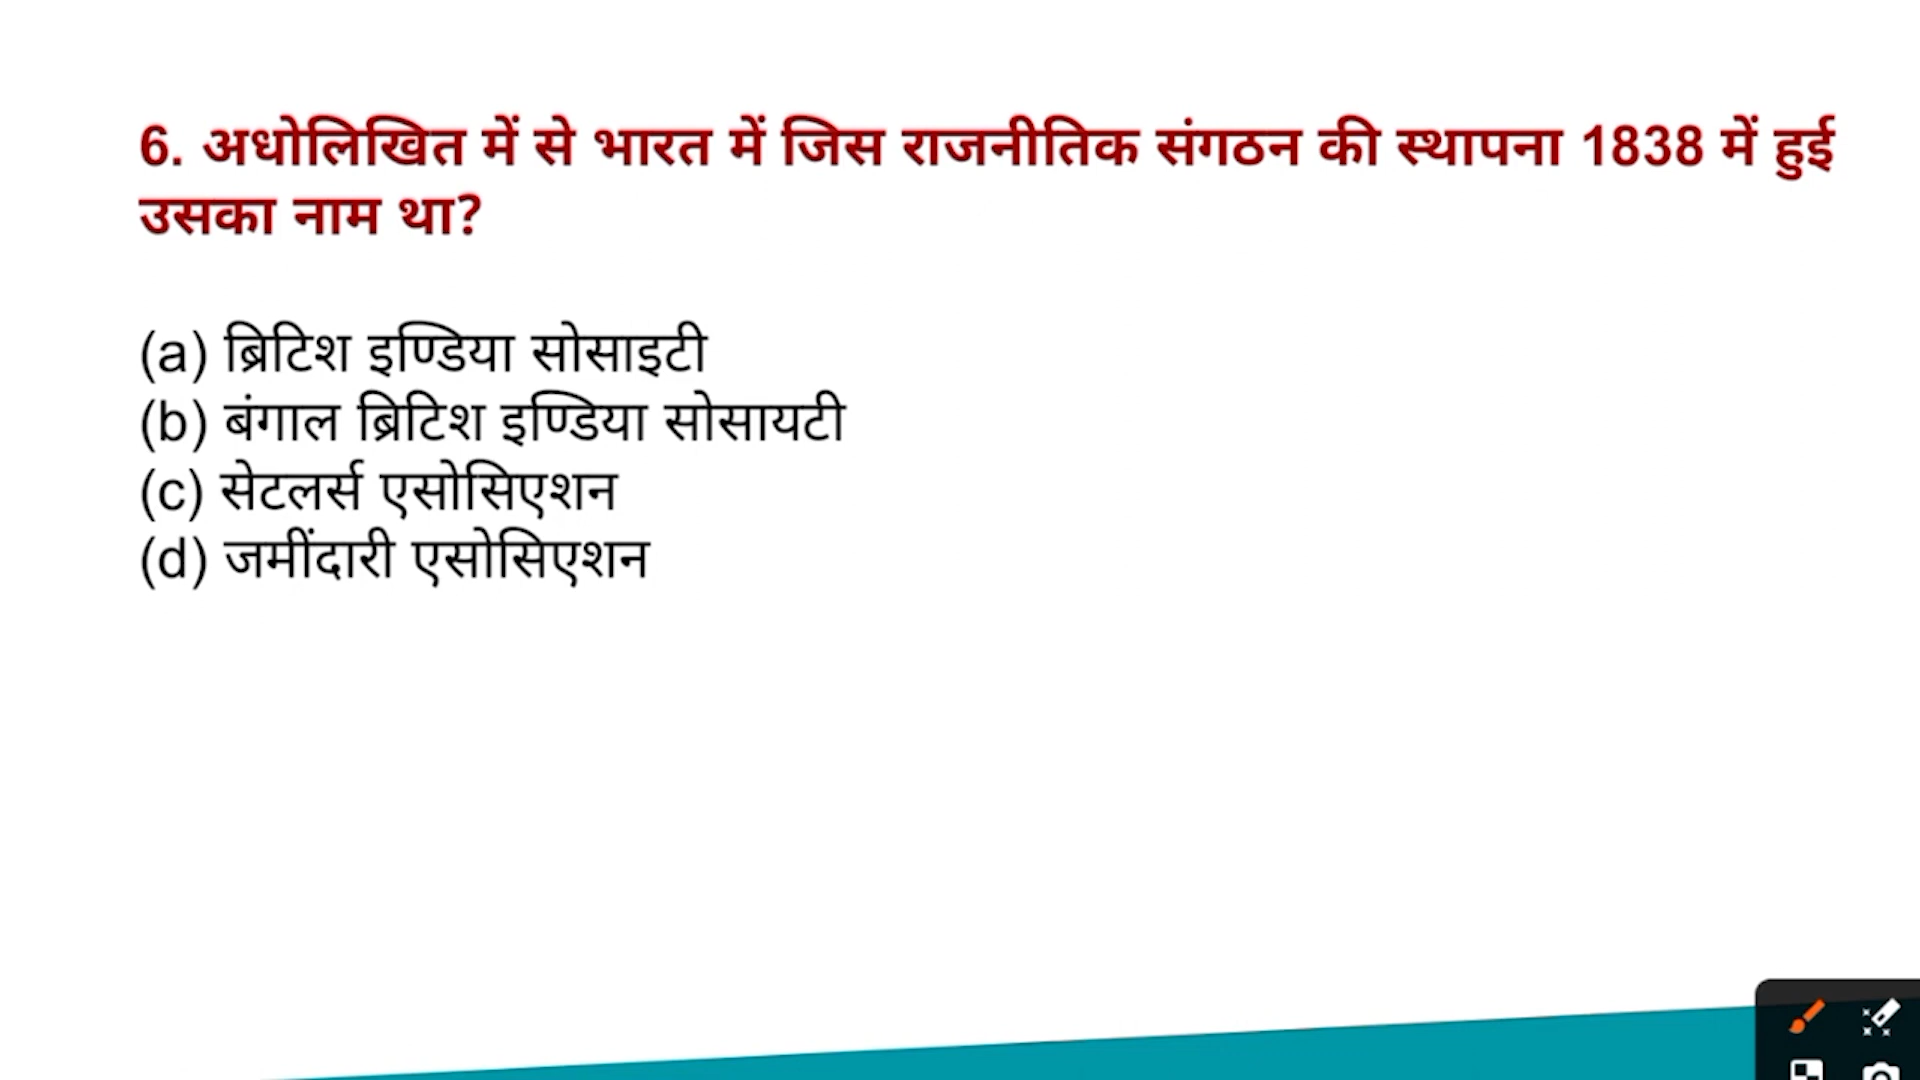 6. अधोलिखित में से भारत में जिस राजनीतिक संगठन की स्थापना 1838 में हुई
उसका नाम था?
(a) ब्रिटिश इण्डिया सोसाइटी
(b) बंगाल ब्रिटिश इण्डिया सोसायटी
(c) सेटलर्स एसोसिएशन
(d) जमींदारी एसोसिएशन